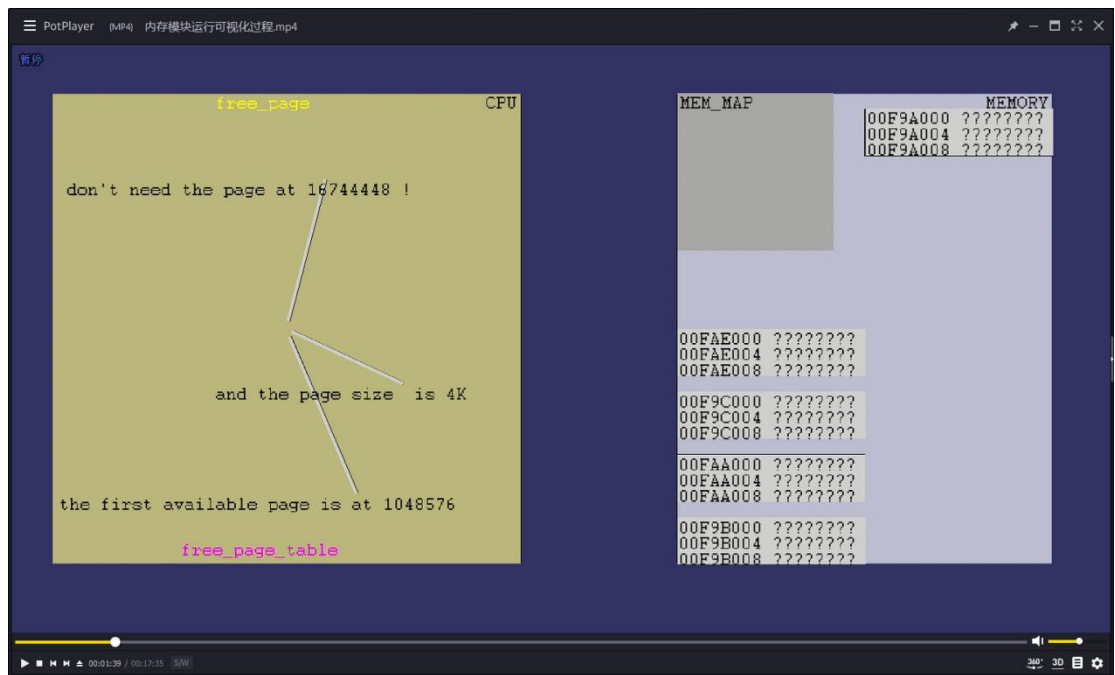 PotPlayer (MP4) 内存模块运行可视化过程.mp4
暂停
free_page
CPU
don't need the page at 16744448 !
and the page size is 4K
the first available page is at 1048576
free_page_table
MEM_MAP
MEMORY
00F9A000 ????????
00F9A004 ????????
00F9A008 ????????
00FAE000 ????????
00FAE004 ????????
00FAE008 ????????
00F9C000 ????????
00F9C004 ????????
00F9C008 ????????
00FAA000 ????????
00FAA004 ????????
00FAA008 ????????
00F9B000 ????????
00F9B004 ????????
00F9B008 ????????
00:01:39 / 00:17:35 S/W
360° 3D